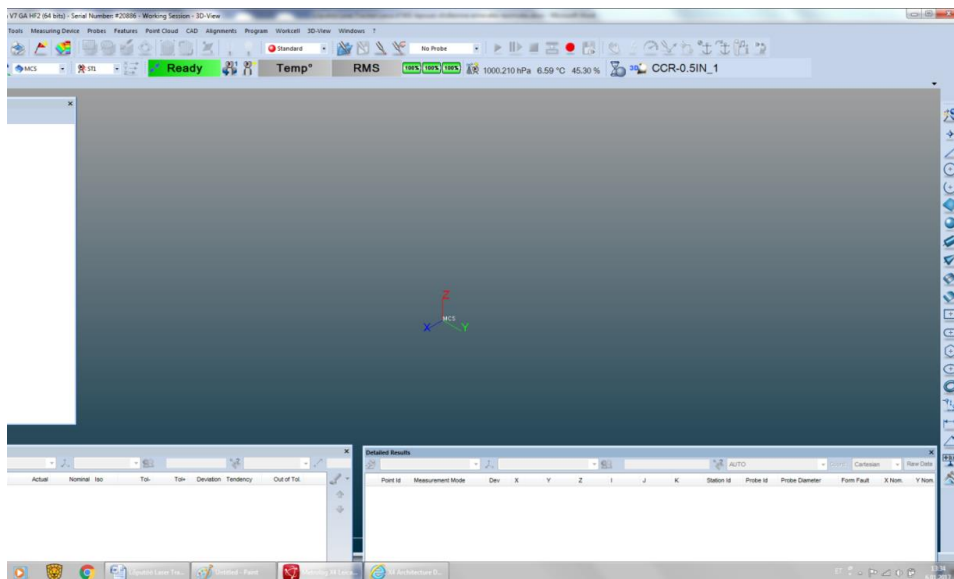 V7 GA HF2 (64 bits) - Serial Number: #20886 - Working Session - 3D-View
Tools Measuring Device Probes Features Point Cloud CAD Alignments Program Workcell 3D-View Windows ?
Standard No Probe
MCS ST1 Ready Temp° RMS 100% 100% 100% 1000.210 hPa 6.59 °C 45.30 % 3D CCR-0.5IN_1
Z
MCS
X Y
Detailed Results
AUTO Cartesian Raw Data
Actual Nominal Iso Tol- Tol+ Deviation Tendency Out of Tol.
Point Id Measurement Mode Dev X Y Z I J K Station Id Probe Id Probe Diameter Form Fault X Nom. Y Nom.
Untitled - Paint